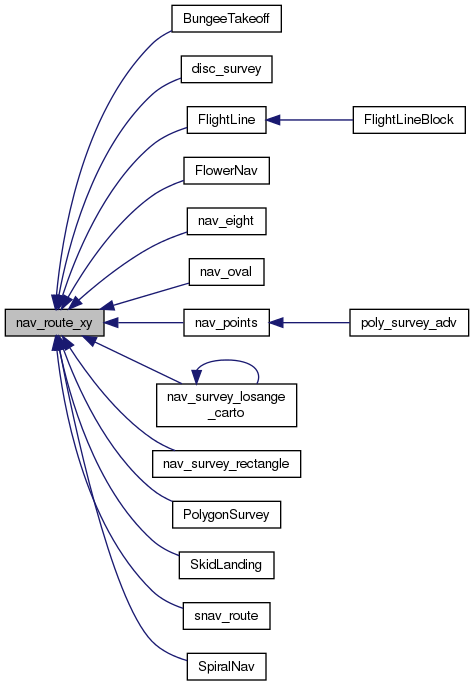 BungeeTakeoff
disc_survey
FlightLine
FlightLineBlock
FlowerNav
nav_eight
nav_oval
nav_route_xy
nav_points
poly_survey_adv
nav_survey_losange
_carto
nav_survey_rectangle
PolygonSurvey
SkidLanding
snav_route
SpiralNav